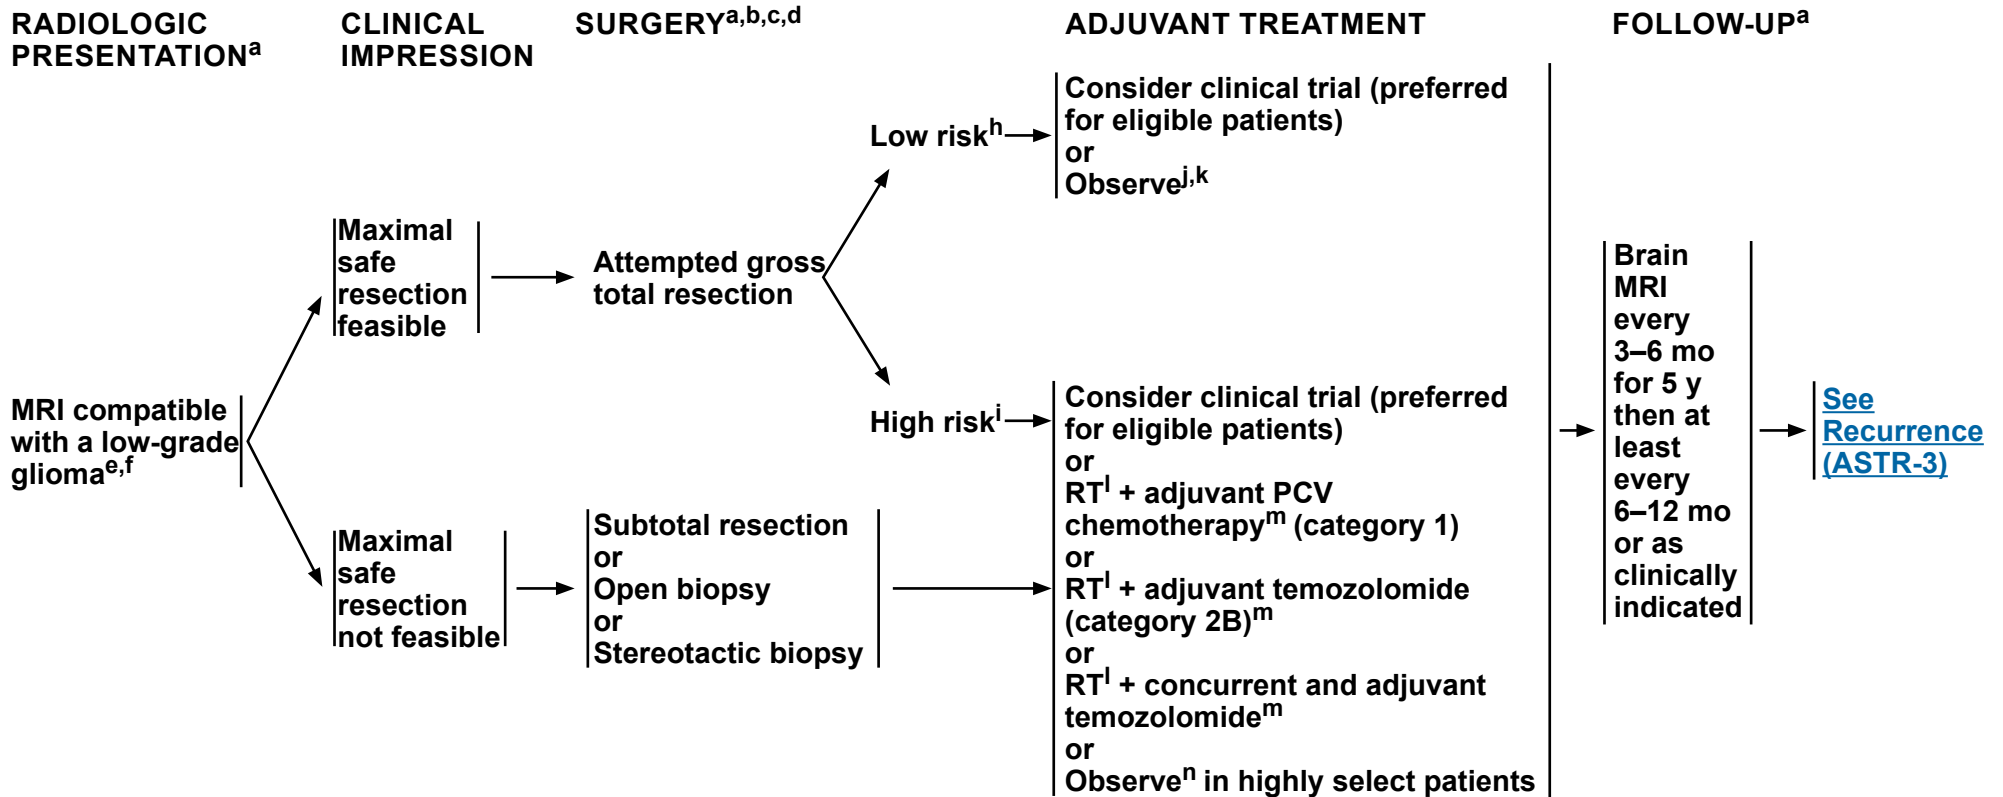 RADIOLOGIC
PRESENTATIONa
CLINICAL
IMPRESSION
SURGERYa,b,c,d
ADJUVANT TREATMENT
FOLLOW-UPa
MRI compatible
with a low-grade
gliomae,f
Maximal
safe
resection
feasible
Attempted gross
total resection
Low riskh
Consider clinical trial (preferred
for eligible patients)
or
Observej,k
High riski
Consider clinical trial (preferred
for eligible patients)
or
RTl + adjuvant PCV
chemotherapym (category 1)
or
RTl + adjuvant temozolomide
(category 2B)m
or
RTl + concurrent and adjuvant
temozolomidem
or
Observen in highly select patients
Maximal
safe
resection
not feasible
Subtotal resection
or
Open biopsy
or
Stereotactic biopsy
Brain
MRI
every
3–6 mo
for 5 y
then at
least
every
6–12 mo
or as
clinically
indicated
See
Recurrence
(ASTR-3)